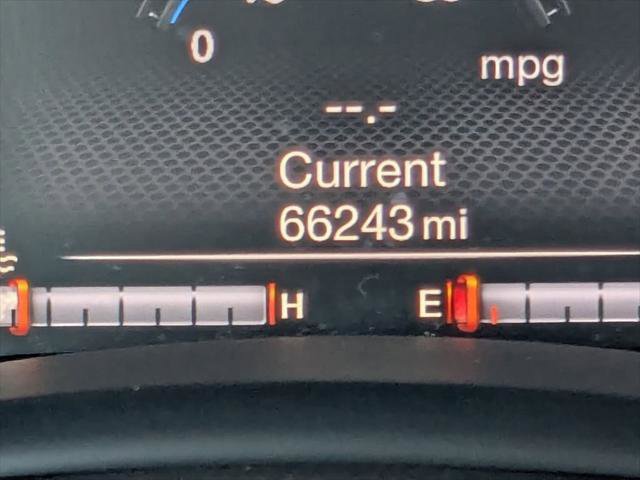 0
mpg
--.-
Current
66243 mi
H E